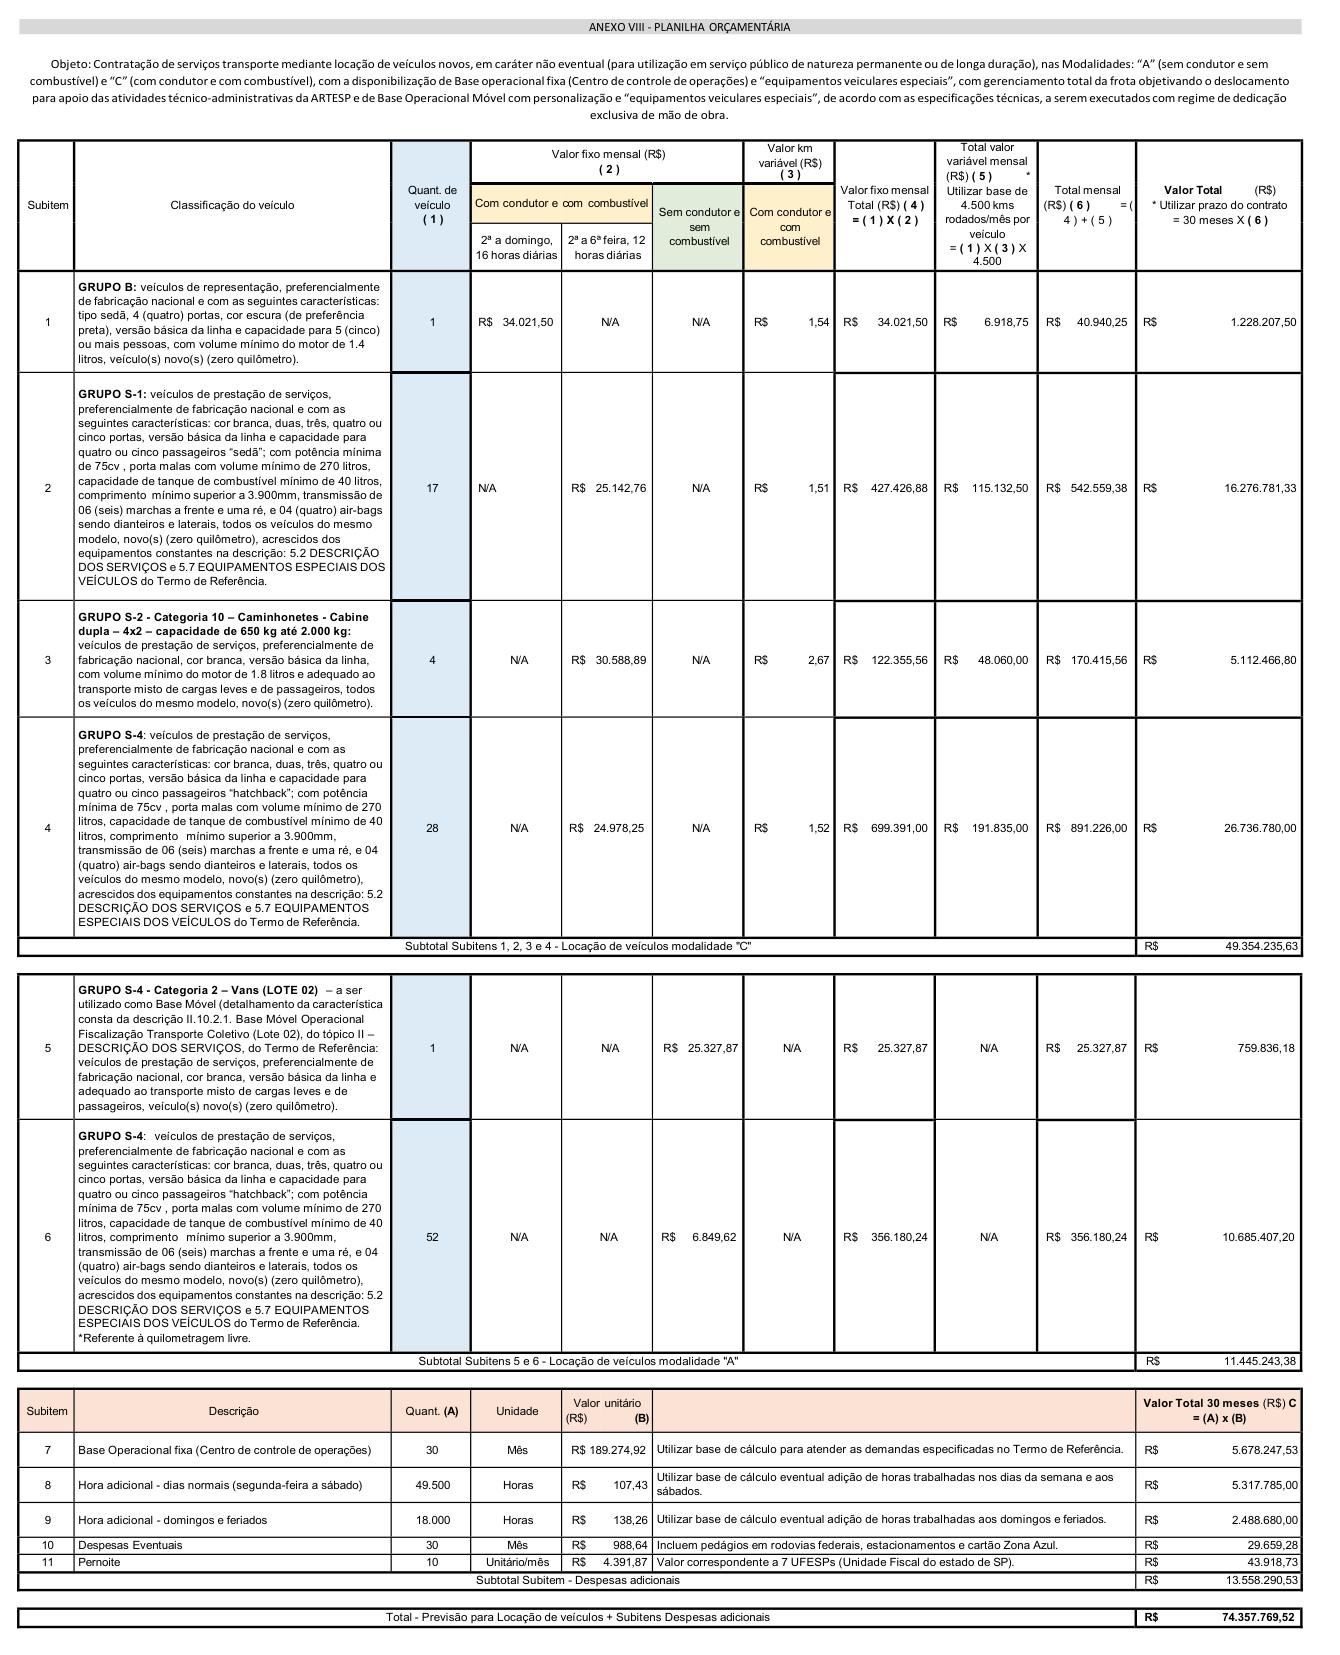 ANEXO VIII - PLANILHA ORÇAMENTÁRIA
Objeto: Contratação de serviços transporte mediante locação de veículos novos, em caráter não eventual (para utilização em serviço público de natureza permanente ou de longa duração), nas Modalidades: “A” (sem condutor e sem
combustível) e “C” (com condutor e com combustível), com a disponibilização de Base operacional fixa (Centro de controle de operações) e “equipamentos veiculares especiais”, com gerenciamento total da frota objetivando o deslocamento
para apoio das atividades técnico-administrativas da ARTESP e de Base Operacional Móvel com personalização e “equipamentos veiculares especiais”, de acordo com as especificações técnicas, a serem executados com regime de dedicação
exclusiva de mão de obra.
Subitem
Classificação do veículo
Quant. de
veículo
( 1 )
Valor fixo mensal (R$)
( 2 )
Com condutor e com combustível
2ª a domingo,
16 horas diárias
2ª a 6ª feira, 12
horas diárias
Sem condutor e
sem
combustível
Valor km
variável (R$)
( 3 )
Com condutor e
com
combustível
Valor fixo mensal
Total (R$) ( 4 )
= ( 1 ) X ( 2 )
Total valor
variável mensal
(R$) ( 5 ) *
Utilizar base de
4.500 kms
rodados/mês por
veículo
= ( 1 ) X ( 3 ) X
4.500
Total mensal
(R$) ( 6 ) = (
4 ) + ( 5 )
Valor Total (R$)
* Utilizar prazo do contrato
= 30 meses X ( 6 )
1
GRUPO B: veículos de representação, preferencialmente
de fabricação nacional e com as seguintes características:
tipo sedã, 4 (quatro) portas, cor escura (de preferência
preta), versão básica da linha e capacidade para 5 (cinco)
ou mais pessoas, com volume mínimo do motor de 1.4
litros, veículo(s) novo(s) (zero quilômetro).
1
R$ 34.021,50
N/A
N/A
R$ 1,54
R$ 34.021,50
R$ 6.918,75
R$ 40.940,25
R$ 1.228.207,50
2
GRUPO S-1: veículos de prestação de serviços,
preferencialmente de fabricação nacional e com as
seguintes características: cor branca, duas, três, quatro ou
cinco portas, versão básica da linha e capacidade para
quatro ou cinco passageiros “sedã”; com potência mínima
de 75cv , porta malas com volume mínimo de 270 litros,
capacidade de tanque de combustível mínimo de 40 litros,
comprimento mínimo superior a 3.900mm, transmissão de
06 (seis) marchas a frente e uma ré, e 04 (quatro) air-bags
sendo dianteiros e laterais, todos os veículos do mesmo
modelo, novo(s) (zero quilômetro), acrescidos dos
equipamentos constantes na descrição: 5.2 DESCRIÇÃO
DOS SERVIÇOS e 5.7 EQUIPAMENTOS ESPECIAIS DOS
VEÍCULOS do Termo de Referência.
17
N/A
R$ 25.142,76
N/A
R$ 1,51
R$ 427.426,88
R$ 115.132,50
R$ 542.559,38
R$ 16.276.781,33
3
GRUPO S-2 - Categoria 10 – Caminhonetes - Cabine
dupla – 4x2 – capacidade de 650 kg até 2.000 kg:
veículos de prestação de serviços, preferencialmente de
fabricação nacional, cor branca, versão básica da linha,
com volume mínimo do motor de 1.8 litros e adequado ao
transporte misto de cargas leves e de passageiros, todos
os veículos do mesmo modelo, novo(s) (zero quilômetro).
4
N/A
R$ 30.588,89
N/A
R$ 2,67
R$ 122.355,56
R$ 48.060,00
R$ 170.415,56
R$ 5.112.466,80
4
GRUPO S-4: veículos de prestação de serviços,
preferencialmente de fabricação nacional e com as
seguintes características: cor branca, duas, três, quatro ou
cinco portas, versão básica da linha e capacidade para
quatro ou cinco passageiros “hatchback”; com potência
mínima de 75cv , porta malas com volume mínimo de 270
litros, capacidade de tanque de combustível mínimo de 40
litros, comprimento mínimo superior a 3.900mm,
transmissão de 06 (seis) marchas a frente e uma ré, e 04
(quatro) air-bags sendo dianteiros e laterais, todos os
veículos do mesmo modelo, novo(s) (zero quilômetro),
acrescidos dos equipamentos constantes na descrição: 5.2
DESCRIÇÃO DOS SERVIÇOS e 5.7 EQUIPAMENTOS
ESPECIAIS DOS VEÍCULOS do Termo de Referência.
28
N/A
R$ 24.978,25
N/A
R$ 1,52
R$ 699.391,00
R$ 191.835,00
R$ 891.226,00
R$ 26.736.780,00
Subtotal Subitens 1, 2, 3 e 4 - Locação de veículos modalidade "C"
R$ 49.354.235,63
5
GRUPO S-4 - Categoria 2 – Vans (LOTE 02) – a ser
utilizado como Base Móvel (detalhamento da característica
consta da descrição II.10.2.1. Base Móvel Operacional
Fiscalização Transporte Coletivo (Lote 02), do tópico II –
DESCRIÇÃO DOS SERVIÇOS, do Termo de Referência:
veículos de prestação de serviços, preferencialmente de
fabricação nacional, cor branca, versão básica da linha e
adequado ao transporte misto de cargas leves e de
passageiros, veículo(s) novo(s) (zero quilômetro).
1
N/A
N/A
R$ 25.327,87
N/A
R$ 25.327,87
N/A
R$ 25.327,87
R$ 759.836,18
6
GRUPO S-4: veículos de prestação de serviços,
preferencialmente de fabricação nacional e com as
seguintes características: cor branca, duas, três, quatro ou
cinco portas, versão básica da linha e capacidade para
quatro ou cinco passageiros “hatchback”; com potência
mínima de 75cv , porta malas com volume mínimo de 270
litros, capacidade de tanque de combustível mínimo de 40
litros, comprimento mínimo superior a 3.900mm,
transmissão de 06 (seis) marchas a frente e uma ré, e 04
(quatro) air-bags sendo dianteiros e laterais, todos os
veículos do mesmo modelo, novo(s) (zero quilômetro),
acrescidos dos equipamentos constantes na descrição: 5.2
DESCRIÇÃO DOS SERVIÇOS e 5.7 EQUIPAMENTOS
ESPECIAIS DOS VEÍCULOS do Termo de Referência.
*Referente à quilometragem livre.
52
N/A
N/A
R$ 6.849,62
N/A
R$ 356.180,24
N/A
R$ 356.180,24
R$ 10.685.407,20
Subtotal Subitens 5 e 6 - Locação de veículos modalidade "A"
R$ 11.445.243,38
Subitem
Descrição
Quant. (A)
Unidade
Valor unitário
(R$) (B)
Valor Total 30 meses (R$) C
= (A) x (B)
7
Base Operacional fixa (Centro de controle de operações)
30
Mês
R$ 189.274,92
Utilizar base de cálculo para atender as demandas especificadas no Termo de Referência.
R$ 5.678.247,53
8
Hora adicional - dias normais (segunda-feira a sábado)
49.500
Horas
R$ 107,43
Utilizar base de cálculo eventual adição de horas trabalhadas nos dias da semana e aos
sábados.
R$ 5.317.785,00
9
Hora adicional - domingos e feriados
18.000
Horas
R$ 138,26
Utilizar base de cálculo eventual adição de horas trabalhadas aos domingos e feriados.
R$ 2.488.680,00
10
Despesas Eventuais
30
Mês
R$ 988,64
Incluem pedágios em rodovias federais, estacionamentos e cartão Zona Azul.
R$ 29.659,28
11
Pernoite
10
Unitário/mês
R$ 4.391,87
Valor correspondente a 7 UFESPs (Unidade Fiscal do estado de SP).
R$ 43.918,73
Subtotal Subitem - Despesas adicionais
R$ 13.558.290,53
Total - Previsão para Locação de veículos + Subitens Despesas adicionais
R$ 74.357.769,52